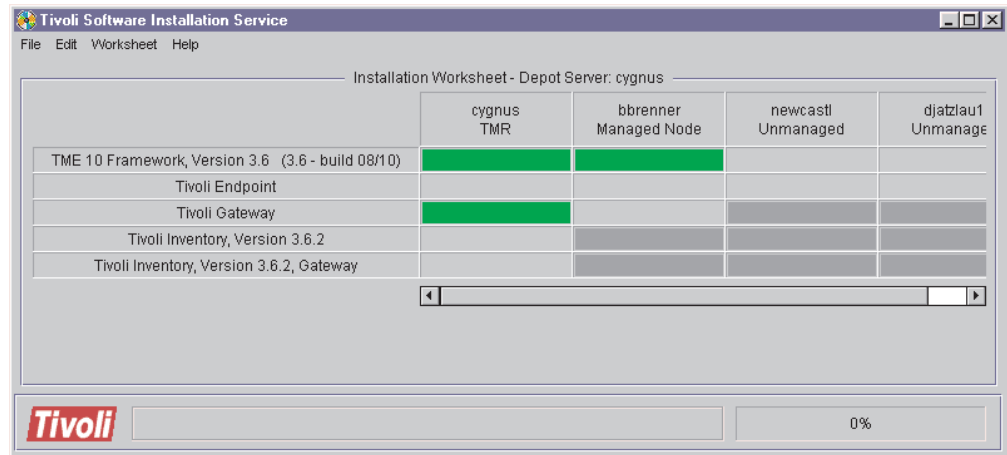 Tivoli Software Installation Service
File Edit Worksheet Help
Installation Worksheet - Depot Server: cygnus
cygnus TMR
bbrenner Managed Node
newcastl Unmanaged
djatzlau1 Unmanage
TME 10 Framework, Version 3.6 (3.6 - build 08/10)
Tivoli Endpoint
Tivoli Gateway
Tivoli Inventory, Version 3.6.2
Tivoli Inventory, Version 3.6.2, Gateway
Tivoli
0%